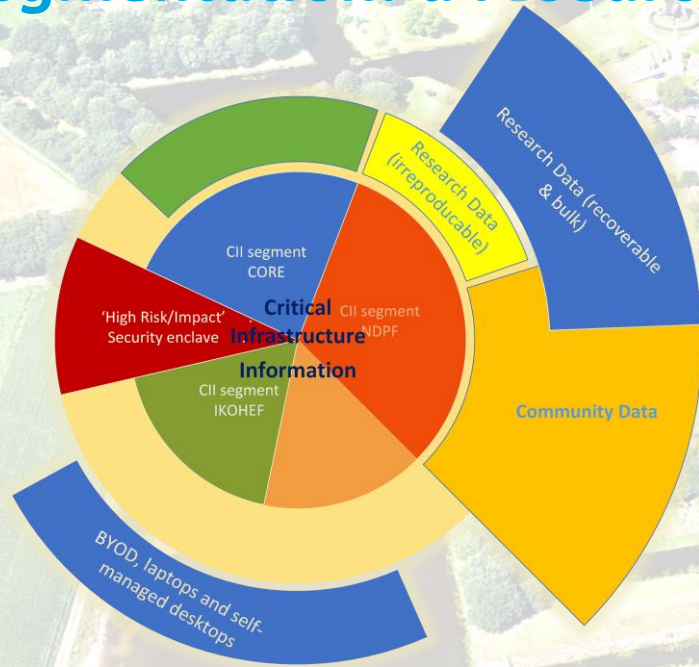 Research Data
(irreproducable)
Research Data (recoverable
& bulk)
CII segment
CORE
'High Risk/Impact'
Security enclave
CII segment
NDPF
Critical
Infrastructure
Information
CII segment
IKOHEF
Community Data
BYOD, laptops and self-
managed desktops